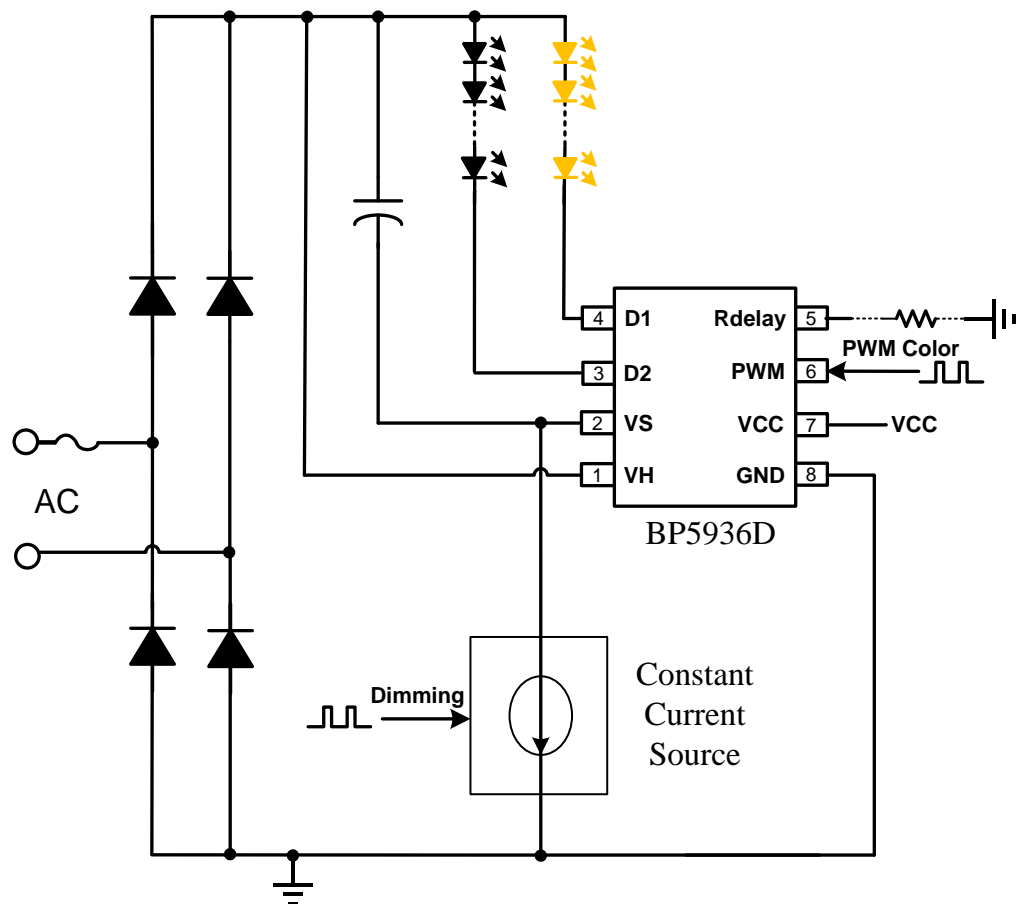 4 D1 Rdelay 5
PWM Color
3 D2 PWM 6
2 VS VCC 7 VCC
1 VH GND 8
BP5936D
AC
Constant
Current
Source
Dimming